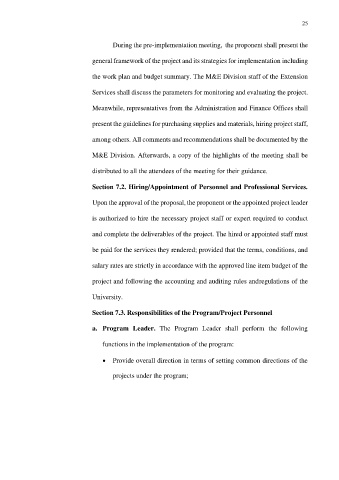 25
During the pre-implementation meeting, the proponent shall present the
general framework of the project and its strategies for implementation including
the work plan and budget summary. The M&E Division staff of the Extension
Services shall discuss the parameters for monitoring and evaluating the project.
Meanwhile, representatives from the Administration and Finance Offices shall
present the guidelines for purchasing supplies and materials, hiring project staff,
among others. All comments and recommendations shall be documented by the
M&E Division. Afterwards, a copy of the highlights of the meeting shall be
distributed to all the attendees of the meeting for their guidance.
Section 7.2. Hiring/Appointment of Personnel and Professional Services.
Upon the approval of the proposal, the proponent or the appointed project leader
is authorized to hire the necessary project staff or expert required to conduct
and complete the deliverables of the project. The hired or appointed staff must
be paid for the services they rendered; provided that the terms, conditions, and
salary rates are strictly in accordance with the approved line item budget of the
project and following the accounting and auditing rules andregulations of the
University.
Section 7.3. Responsibilities of the Program/Project Personnel
a. Program Leader. The Program Leader shall perform the following
functions in the implementation of the program:
• Provide overall direction in terms of setting common directions of the
projects under the program;